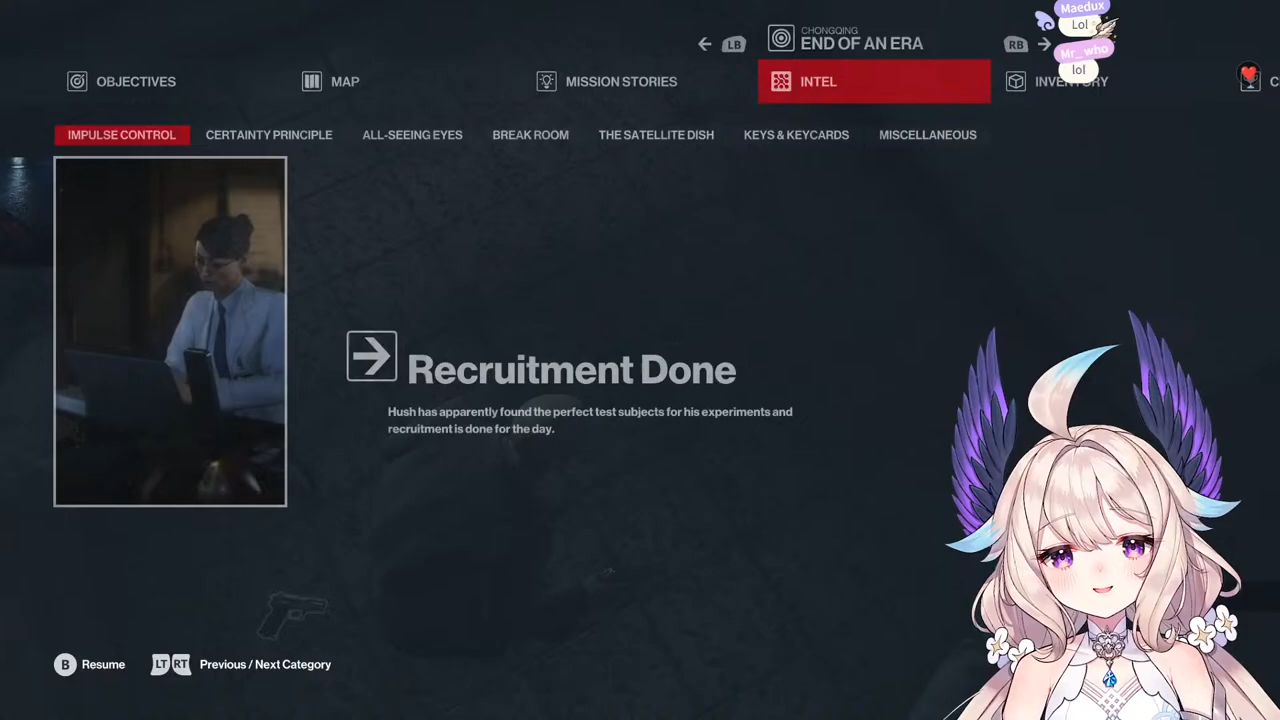 Maedux
Lol
Mr_who
lol
LB
CHONGQING
END OF AN ERA
RB
OBJECTIVES
MAP
MISSION STORIES
INTEL
INVENTORY
C
IMPULSE CONTROL
CERTAINTY PRINCIPLE
ALL-SEEING EYES
BREAK ROOM
THE SATELLITE DISH
KEYS & KEYCARDS
MISCELLANEOUS
Recruitment Done
Hush has apparently found the perfect test subjects for his experiments and
recruitment is done for the day.
B Resume
LT RT Previous / Next Category